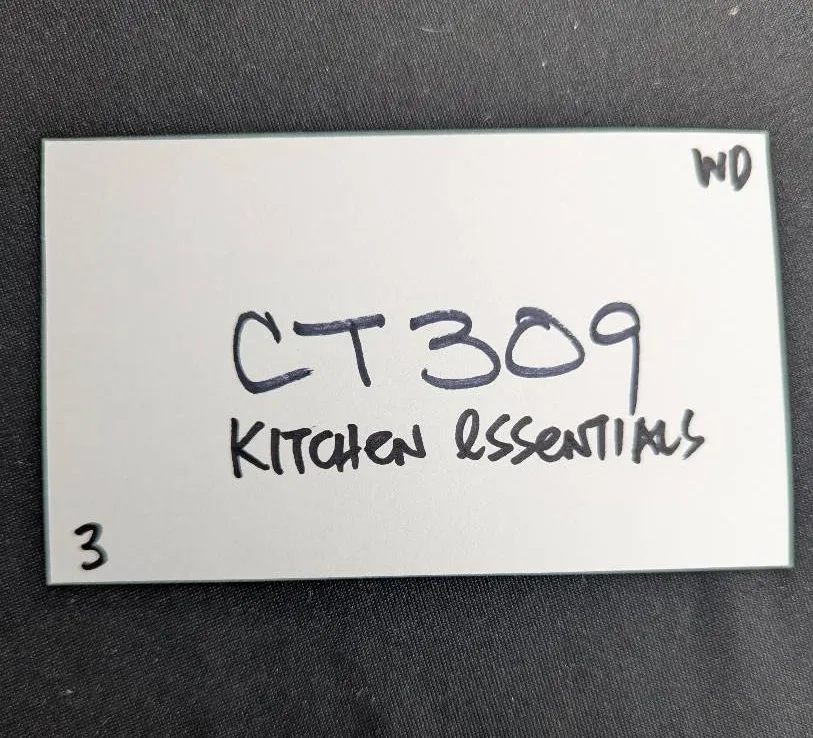 WD
CT309
KITCHEN eSSeNTIALS
3